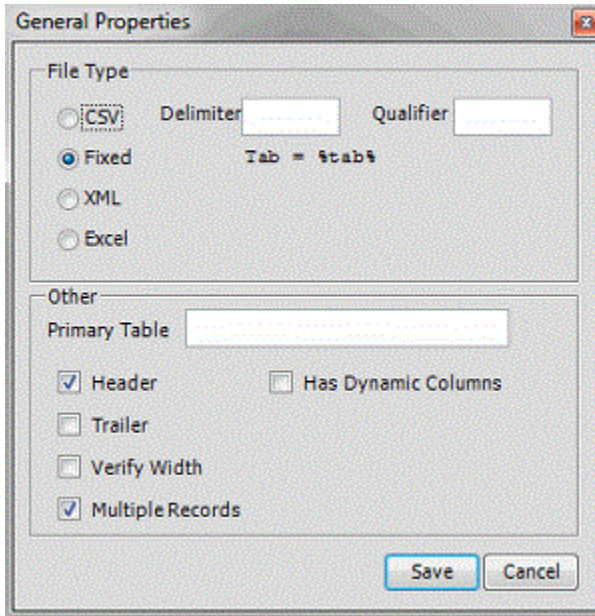 General Properties
File Type
CSV Delimiter Qualifier
Fixed Tab = %tab%
XML
Excel
Other
Primary Table
Header Has Dynamic Columns
Trailer
Verify Width
Multiple Records
Save Cancel